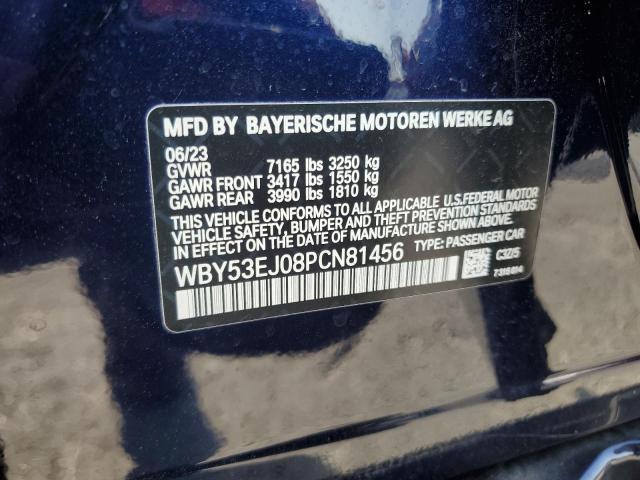 MFD BY BAYERISCHE MOTOREN WERKE AG
06/23
GVWR 7165 lbs 3250 kg
GAWR FRONT 3417 lbs 1550 kg
GAWR REAR 3990 lbs 1810 kg
THIS VEHICLE CONFORMS TO ALL APPLICABLE U.S.FEDERAL MOTOR
VEHICLE SAFETY, BUMPER AND THEFT PREVENTION STANDARDS
IN EFFECT ON THE DATE OF MANUFACTURE SHOWN ABOVE.
WBY53EJ08PCN81456 TYPE: PASSENGER CAR
C32/5